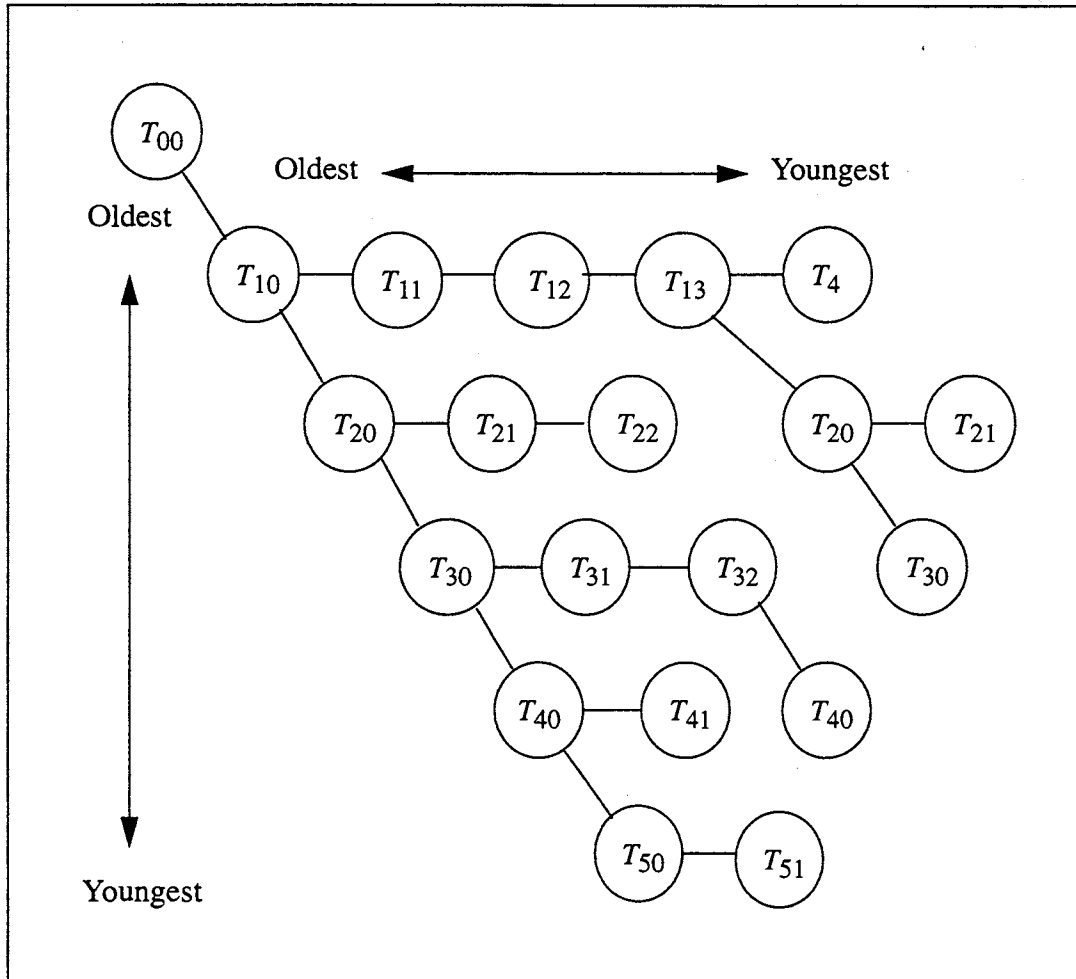 T00
Oldest Youngest
Oldest
T10 T11 T12 T13 T4
T20 T21 T22 T20 T21
T30 T31 T32 T30
T40 T41 T40
T50 T51
Youngest